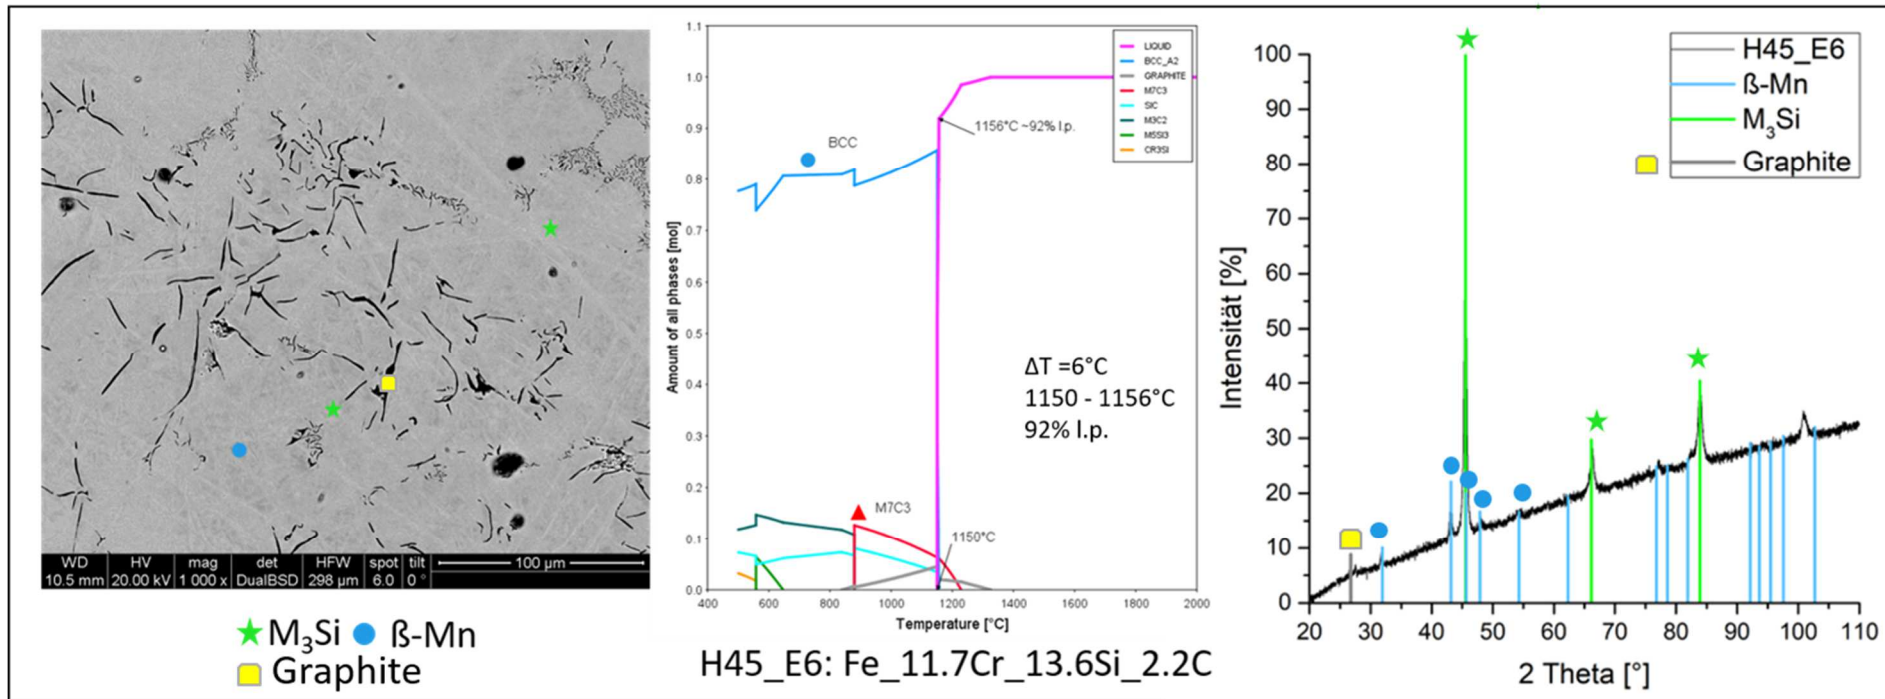 WD HV mag det HFW spot tilt
10.5 mm 20.00 kV 1 000 x DualBSD 298 µm 6.0 0 °
100 µm
M₃Si ß-Mn
Graphite
1.1
1.0
0.9
0.8
0.7
0.6
0.5
0.4
0.3
0.2
0.1
0.0
Amount of all phases [mol]
LIQUID
BCC_A2
GRAPHITE
M7C3
SIC
M3C2
M5SI3
CR3SI
1156°C ~92% l.p.
BCC
ΔT =6°C
1150 - 1156°C
92% l.p.
M7C3
1150°C
400 600 800 1000 1200 1400 1600 1800 2000
Temperature [°C]
H45_E6: Fe_11.7Cr_13.6Si_2.2C
100
90
80
70
60
50
40
30
20
10
0
Intensität [%]
H45_E6
ß-Mn
M₃Si
Graphite
20 30 40 50 60 70 80 90 100 110
2 Theta [°]